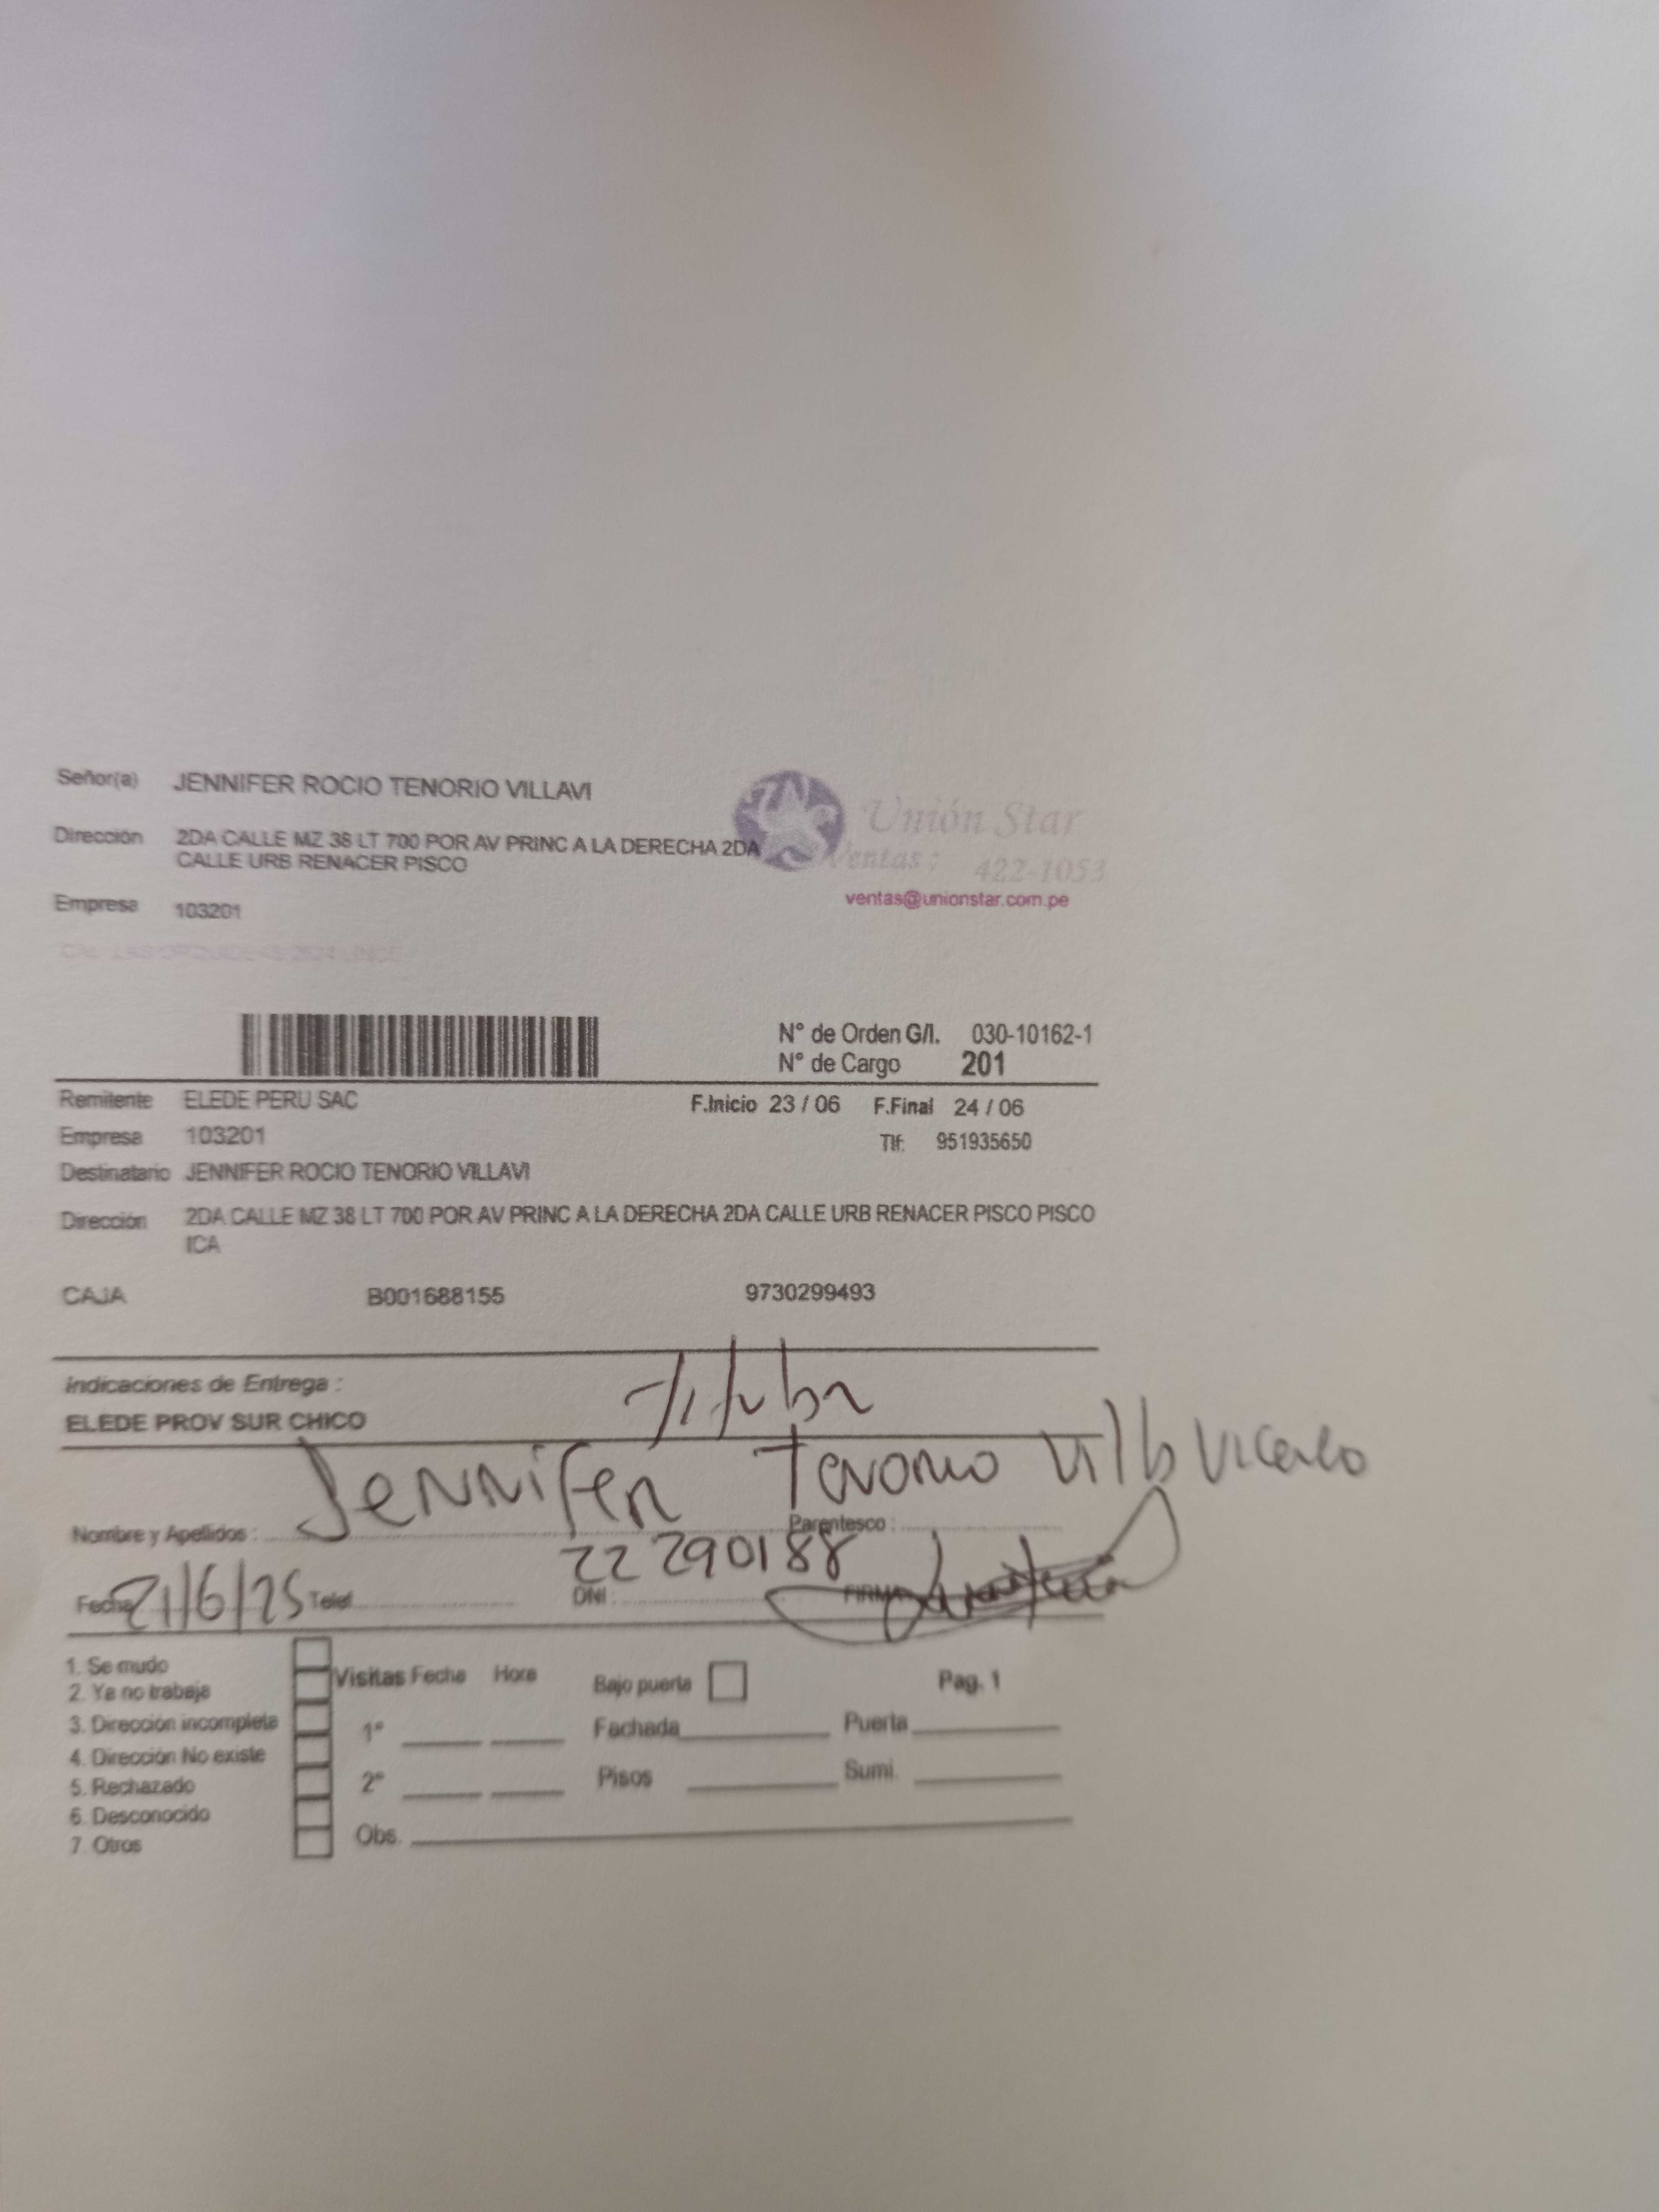 Señor(a) JENNIFER ROCIO TENORIO VILLAVI
Dirección 2DA CALLE MZ 38 LT 700 POR AV PRINC A LA DERECHA 2DA
CALLE URB RENACER PISCO
Unión Star
Ventas : 422-1053
ventas@unionstar.com.pe
Empresa 103201
N° de Orden G/I. 030-10162-1
N° de Cargo 201
Remitente ELEDE PERU SAC F.Inicio 23 / 06 F.Final 24 / 06
Empresa 103201 Tlf: 951935650
Destinatario JENNIFER ROCIO TENORIO VILLAVI
Dirección 2DA CALLE MZ 38 LT 700 POR AV PRINC A LA DERECHA 2DA CALLE URB RENACER PISCO PISCO
ICA
CAJA B001688155 9730299493
Indicaciones de Entrega :
ELEDE PROV SUR CHICO
Jennifer Tenorio
Nombre y Apellidos : Parentesco :
22290188
Fecha 21/6/25 Telef DNI : FIRMA
1. Se mudo
2. Ya no trabaja
3. Dirección incompleta
4. Dirección No existe
5. Rechazado
6. Desconocido
7. Otros
Visitas Fecha Hora Bajo puerta Pag. 1
1° Fachada Puerta
2° Pisos Sumi.
Obs.